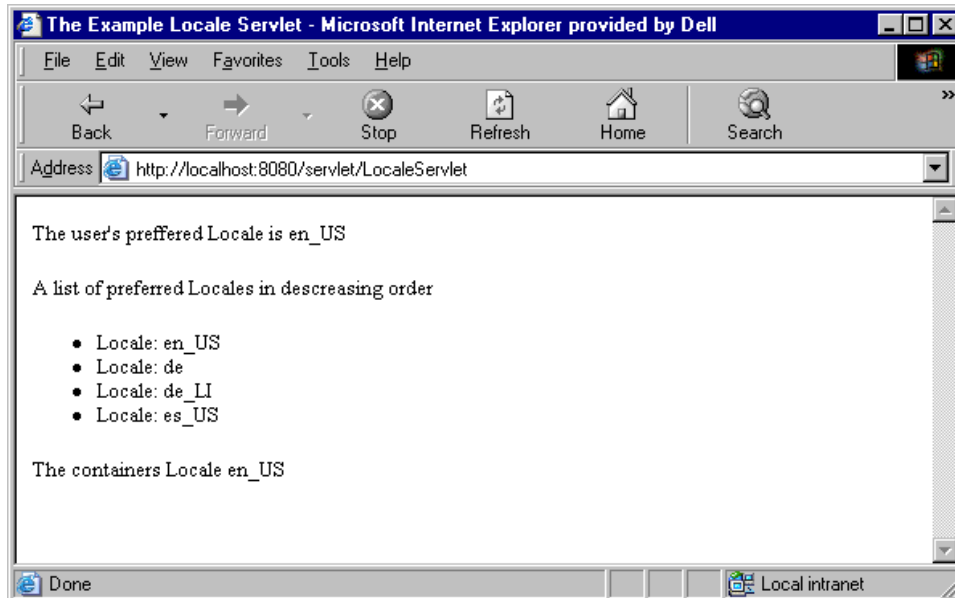 The Example Locale Servlet - Microsoft Internet Explorer provided by Dell
File Edit View Favorites Tools Help
Back Forward Stop Refresh Home Search »
Address http://localhost:8080/servlet/LocaleServlet
The user's preffered Locale is en_US
A list of preferred Locales in descreasing order
• Locale: en_US
• Locale: de
• Locale: de_LI
• Locale: es_US
The containers Locale en_US
Done Local intranet